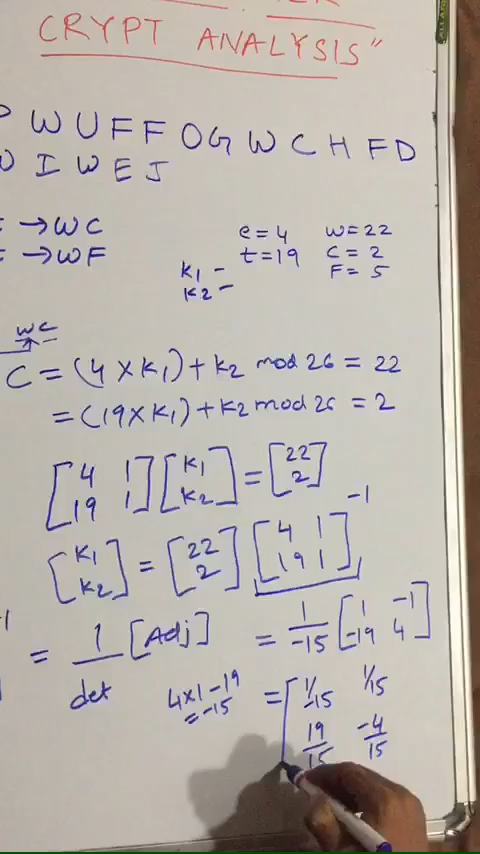 CRYPT ANALYSIS"
W U F F O G W C H F D
I W E J
→ WC
→ WF
e = 4 w = 22
t = 19 C = 2
K1 - F = 5
K2 -
WC
C = (4 × K1) + K2 mod 26 = 22
= (19 × K1) + K2 mod 26 = 2
[4 1] [K1] = [22]
[19 1] [K2] [2]
[K1] = [22] [4 1]-1
[K2] [2] [19 1]
-1
= 1/det [Adj] = 1/-15 [1 -1]
[-19 4]
4×1-19 = [1/-15 1/15
= -15 19/15 -4/15